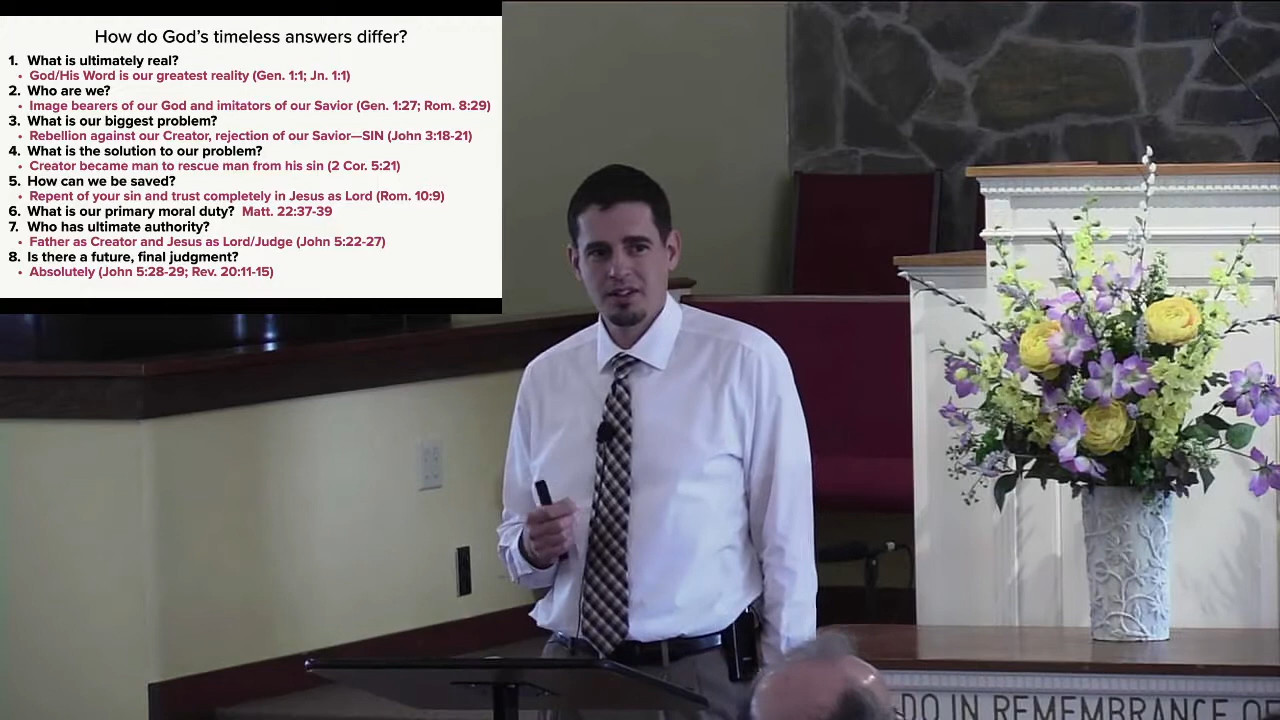 How do God's timeless answers differ?
1. What is ultimately real?
• God/His Word is our greatest reality (Gen. 1:1; Jn. 1:1)
2. Who are we?
• Image bearers of our God and imitators of our Savior (Gen. 1:27; Rom. 8:29)
3. What is our biggest problem?
• Rebellion against our Creator, rejection of our Savior—SIN (John 3:18-21)
4. What is the solution to our problem?
• Creator became man to rescue man from his sin (2 Cor. 5:21)
5. How can we be saved?
• Repent of your sin and trust completely in Jesus as Lord (Rom. 10:9)
6. What is our primary moral duty? Matt. 22:37-39
7. Who has ultimate authority?
• Father as Creator and Jesus as Lord/Judge (John 5:22-27)
8. Is there a future, final judgment?
• Absolutely (John 5:28-29; Rev. 20:11-15)
DO IN REMEMBRANCE OF